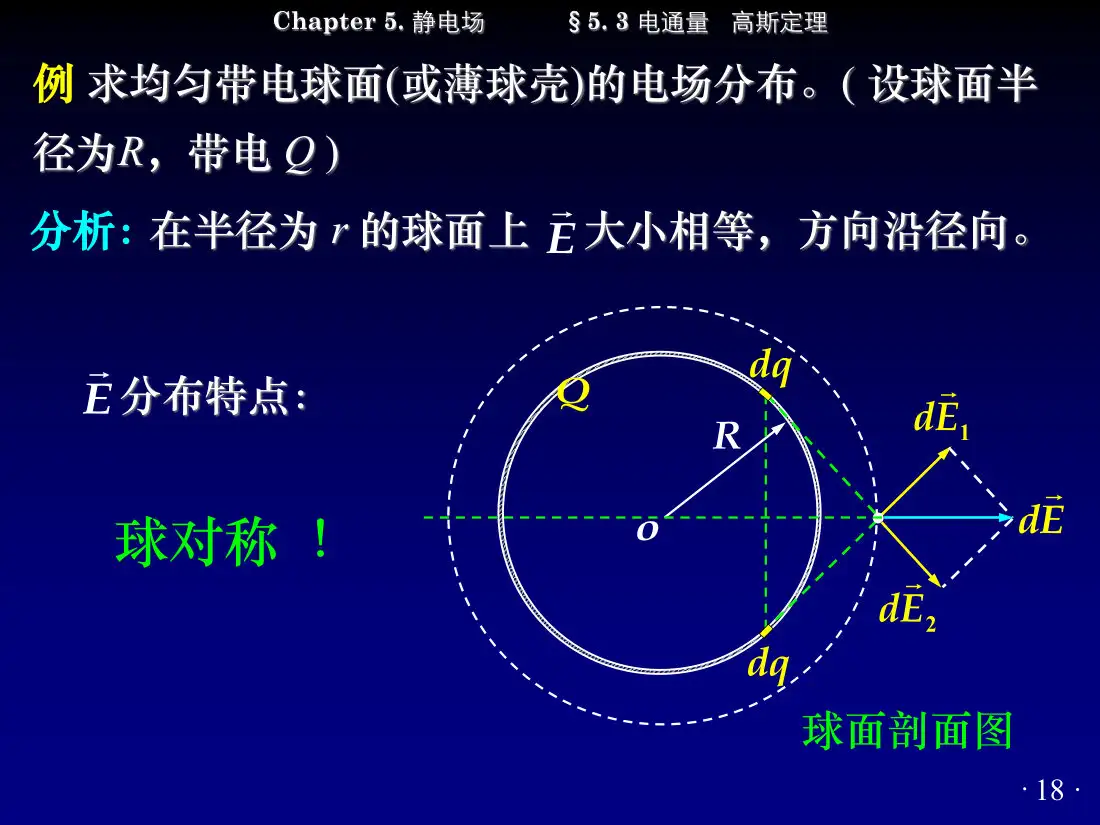 Chapter 5. 静电场 §5. 3 电通量 高斯定理
例 求均匀带电球面(或薄球壳)的电场分布。( 设球面半
径为R，带电 Q )
分析: 在半径为 r 的球面上 E⃗ 大小相等，方向沿径向。
E⃗ 分布特点:
球对称 !
Q
dq
R
o
dq
dE⃗₁
dE⃗
dE⃗₂
球面剖面图
· 18 ·